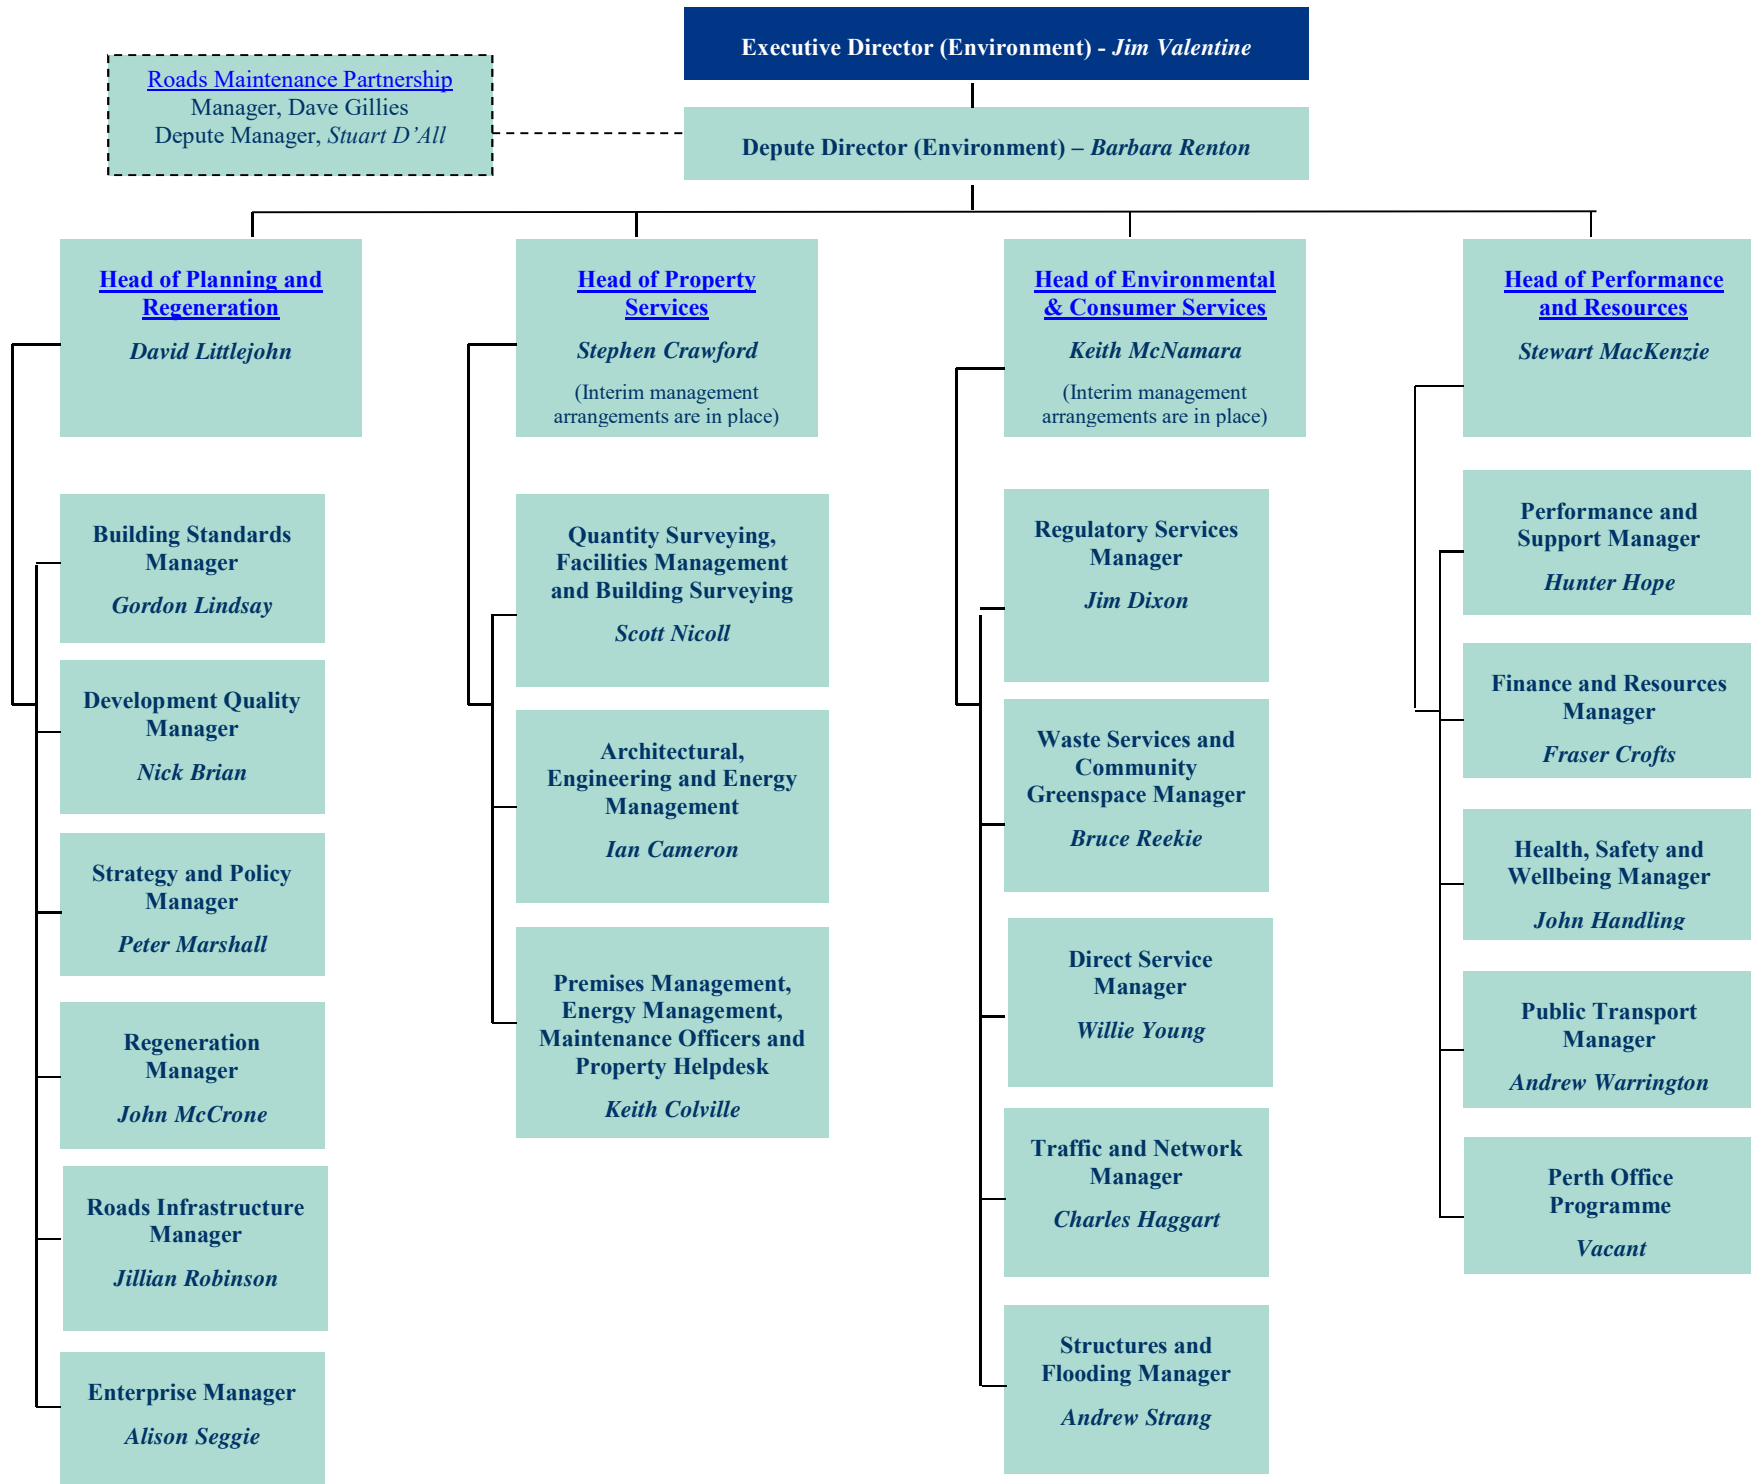 Executive Director (Environment) - Jim Valentine
Roads Maintenance Partnership
Manager, Dave Gillies
Depute Manager, Stuart D’All
Depute Director (Environment) – Barbara Renton
Head of Planning and
Regeneration
David Littlejohn
Building Standards
Manager
Gordon Lindsay
Development Quality
Manager
Nick Brian
Strategy and Policy
Manager
Peter Marshall
Regeneration
Manager
John McCrone
Roads Infrastructure
Manager
Jillian Robinson
Enterprise Manager
Alison Seggie
Head of Property
Services
Stephen Crawford
(Interim management
arrangements are in place)
Quantity Surveying,
Facilities Management
and Building Surveying
Scott Nicoll
Architectural,
Engineering and Energy
Management
Ian Cameron
Premises Management,
Energy Management,
Maintenance Officers and
Property Helpdesk
Keith Colville
Head of Environmental
& Consumer Services
Keith McNamara
(Interim management
arrangements are in place)
Regulatory Services
Manager
Jim Dixon
Waste Services and
Community
Greenspace Manager
Bruce Reekie
Direct Service
Manager
Willie Young
Traffic and Network
Manager
Charles Haggart
Structures and
Flooding Manager
Andrew Strang
Head of Performance
and Resources
Stewart MacKenzie
Performance and
Support Manager
Hunter Hope
Finance and Resources
Manager
Fraser Crofts
Health, Safety and
Wellbeing Manager
John Handling
Public Transport
Manager
Andrew Warrington
Perth Office
Programme
Vacant